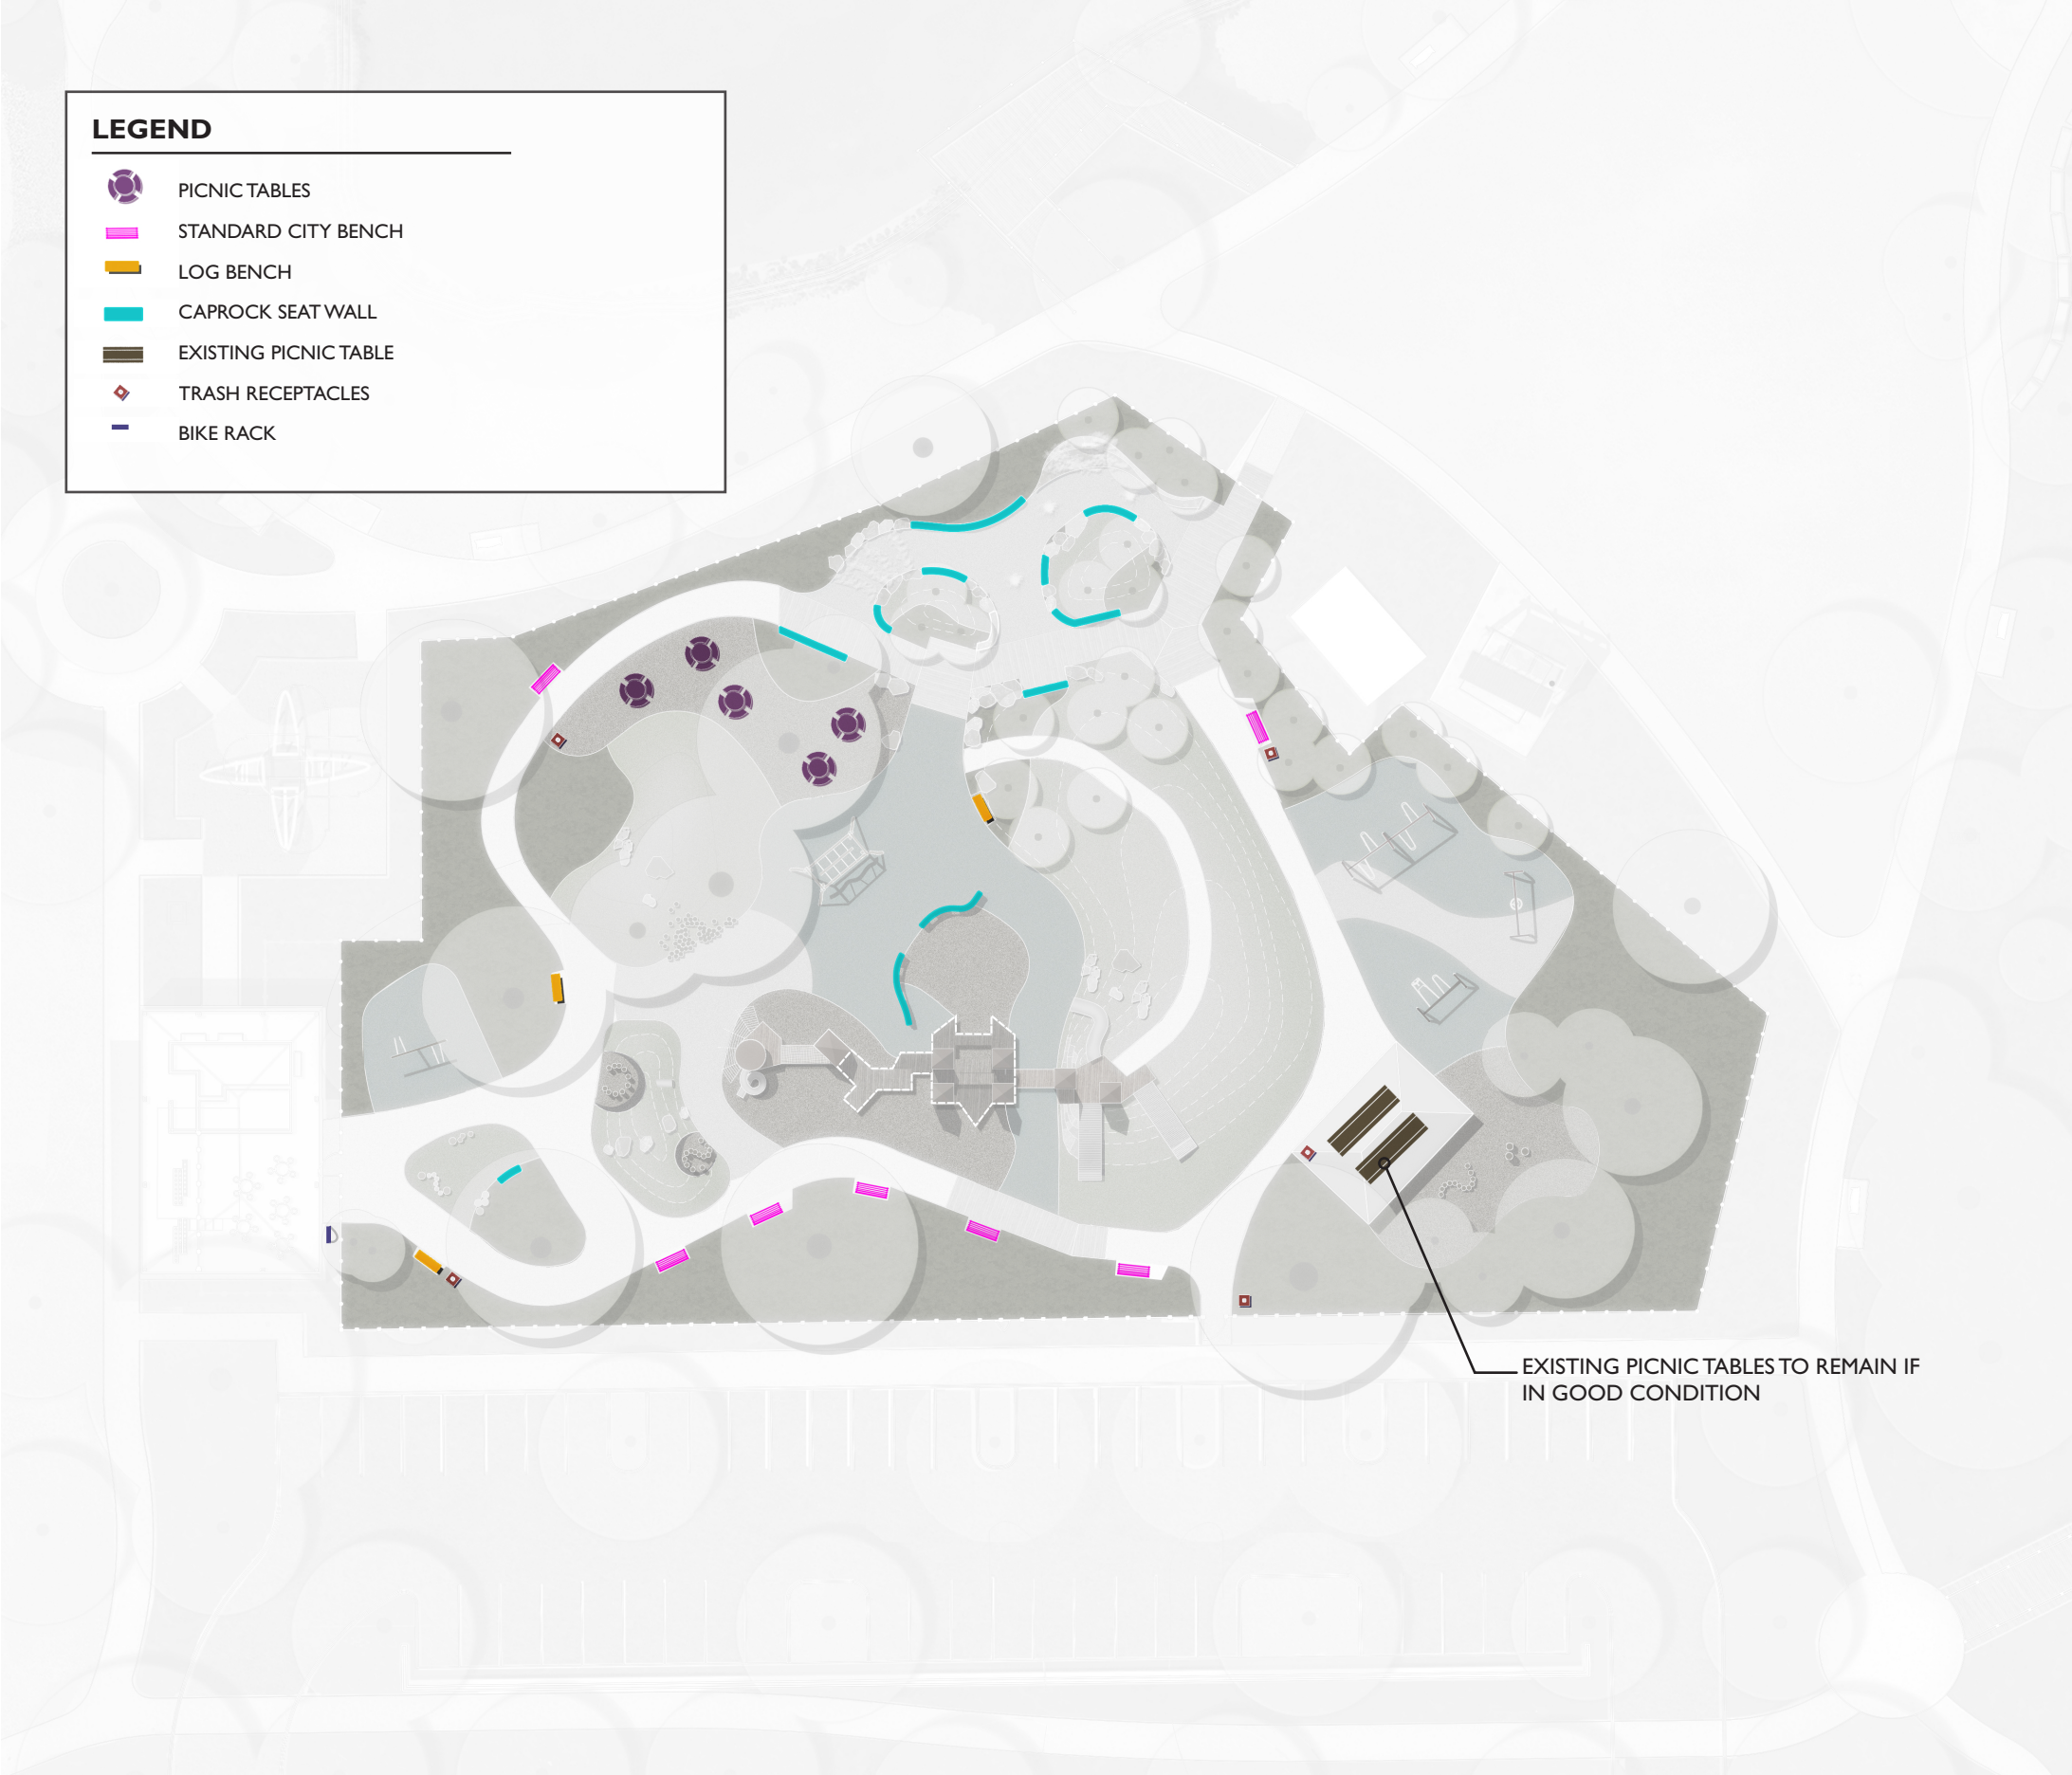 LEGEND
PICNIC TABLES
STANDARD CITY BENCH
LOG BENCH
CAPROCK SEAT WALL
EXISTING PICNIC TABLE
TRASH RECEPTACLES
BIKE RACK
EXISTING PICNIC TABLES TO REMAIN IF
IN GOOD CONDITION